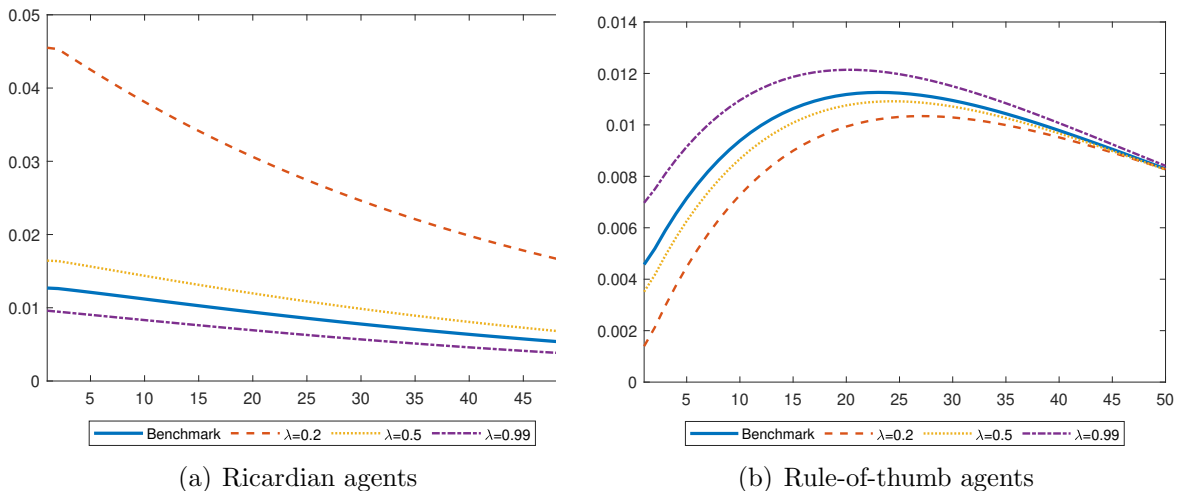 0.05
0.04
0.03
0.02
0.01
0
5 10 15 20 25 30 35 40 45
Benchmark λ=0.2 λ=0.5 λ=0.99
(a) Ricardian agents
0.014
0.012
0.01
0.008
0.006
0.004
0.002
0
5 10 15 20 25 30 35 40 45 50
Benchmark λ=0.2 λ=0.5 λ=0.99
(b) Rule-of-thumb agents